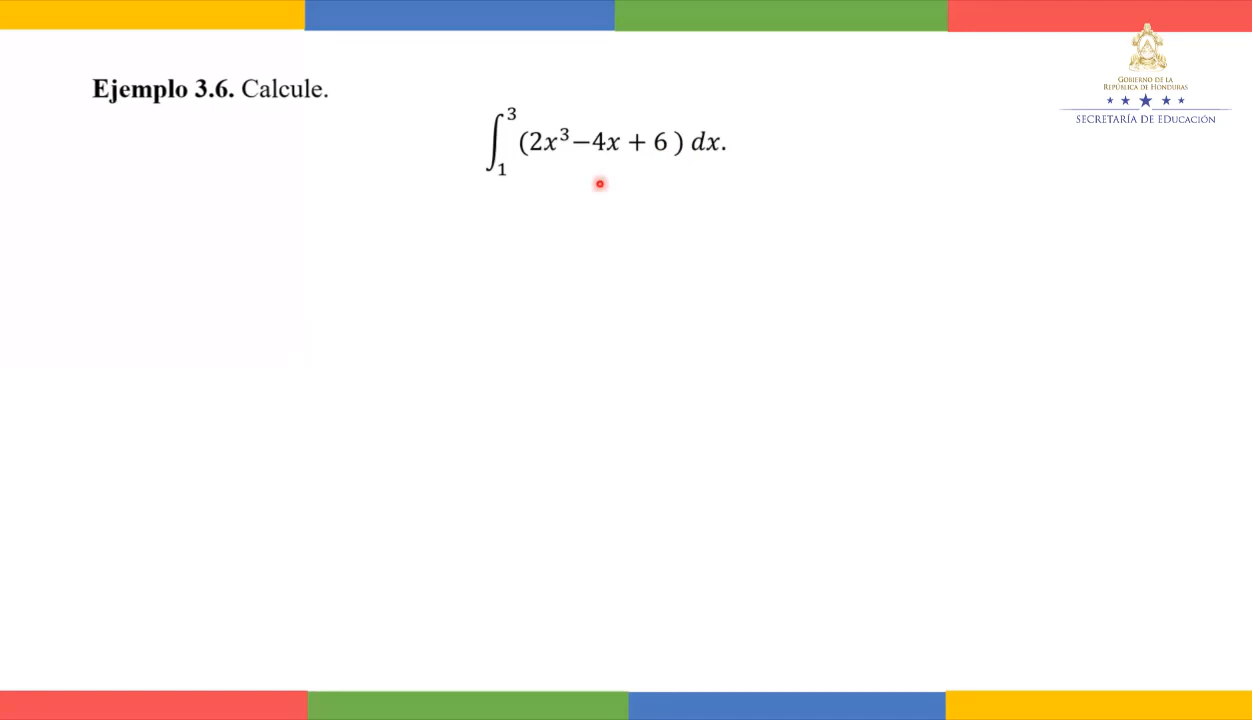 Ejemplo 3.6. Calcule.
∫₁³ (2x³−4x + 6 ) dx.
GOBIERNO DE LA
REPÚBLICA DE HONDURAS
SECRETARÍA DE EDUCACIÓN